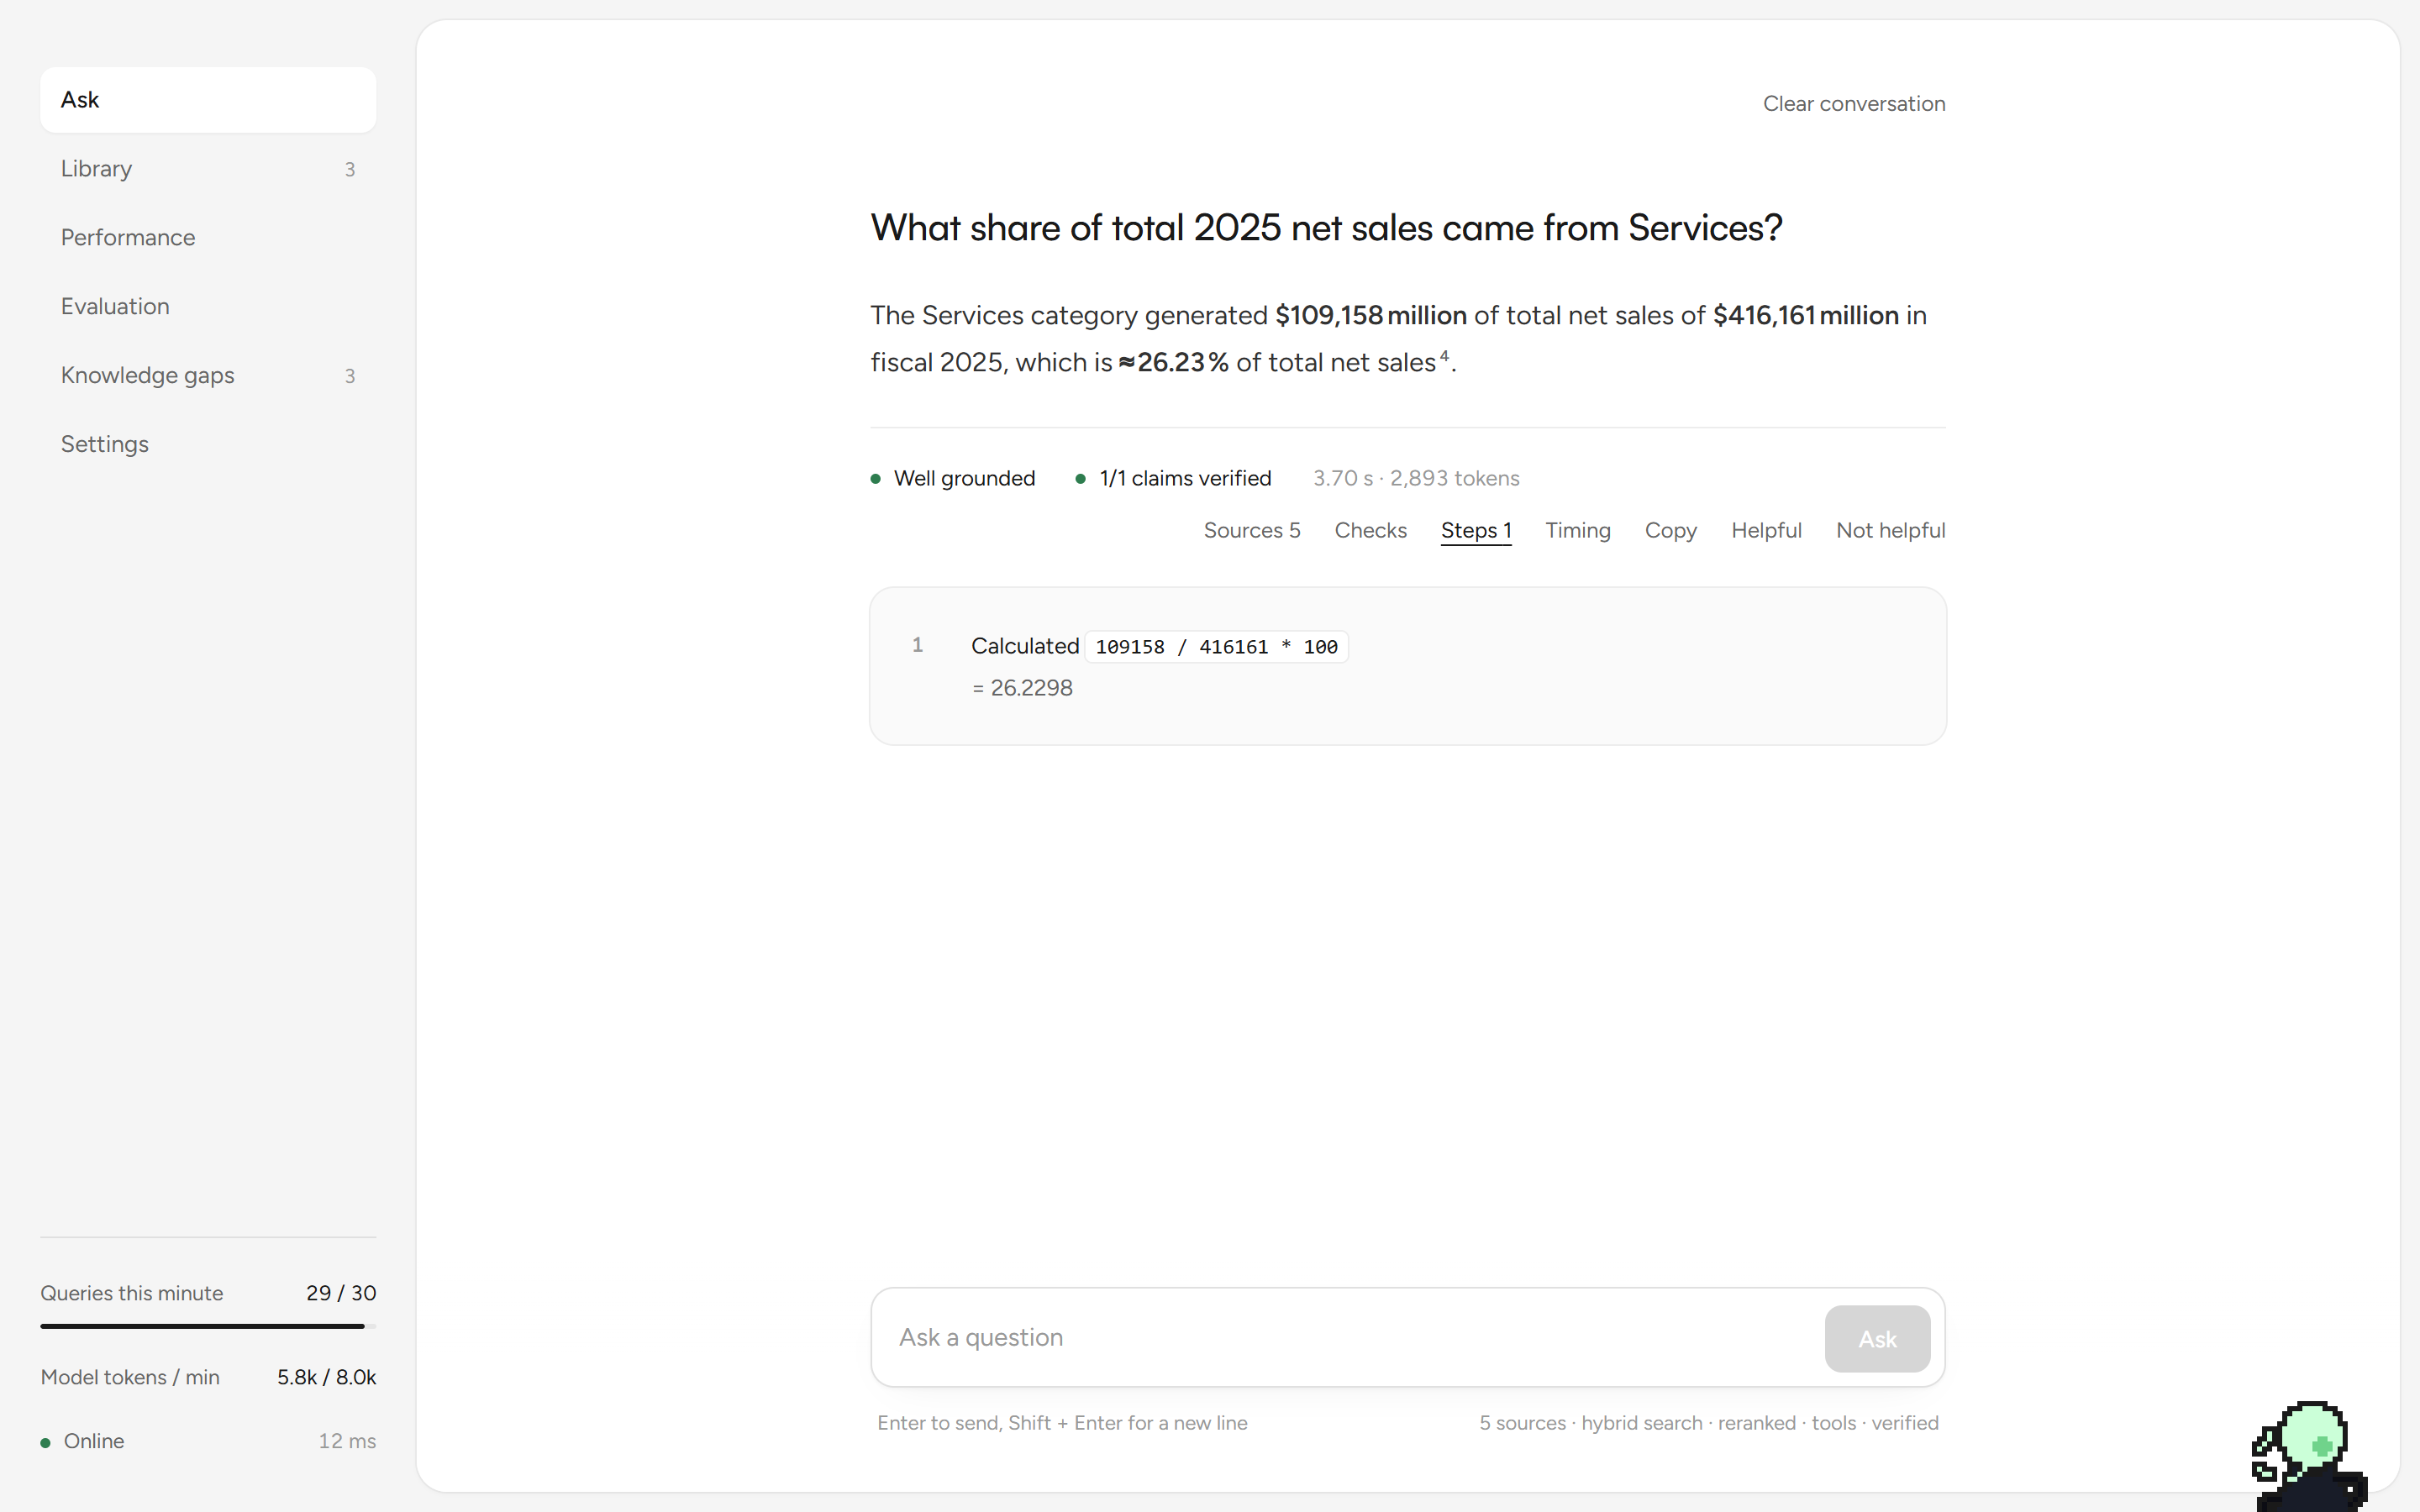 Ask
Library 3
Performance
Evaluation
Knowledge gaps 3
Settings
Queries this minute 29 / 30
Model tokens / min 5.8k / 8.0k
Online 12 ms
Clear conversation
What share of total 2025 net sales came from Services?
The Services category generated $109,158 million of total net sales of $416,161 million in
fiscal 2025, which is ≈26.23 % of total net sales 4.
Well grounded 1/1 claims verified 3.70 s · 2,893 tokens
Sources 5 Checks Steps 1 Timing Copy Helpful Not helpful
1 Calculated 109158 / 416161 * 100
= 26.2298
Ask a question Ask
Enter to send, Shift + Enter for a new line 5 sources · hybrid search · reranked · tools · verified